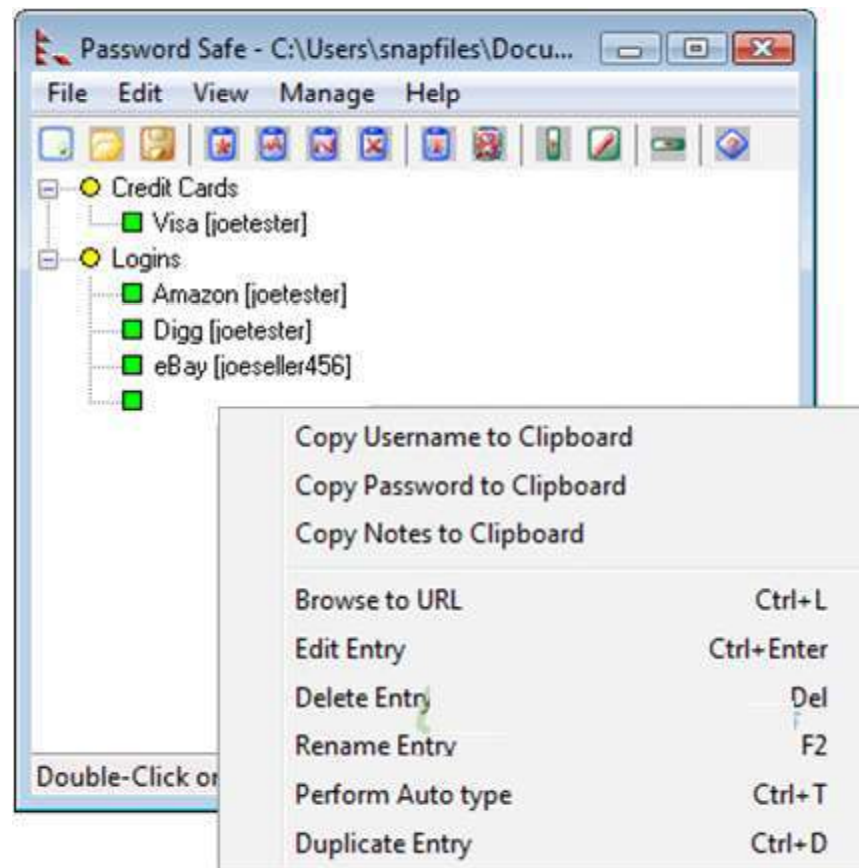 Password Safe - C:\Users\snapfiles\Docu...
File Edit View Manage Help
Credit Cards
Visa [joetester]
Logins
Amazon [joetester]
Digg [joetester]
eBay [joeseller456]
Copy Username to Clipboard
Copy Password to Clipboard
Copy Notes to Clipboard
Browse to URL Ctrl+L
Edit Entry Ctrl+Enter
Delete Entry Del
Rename Entry F2
Double-Click or
Perform Auto type Ctrl+T
Duplicate Entry Ctrl+D